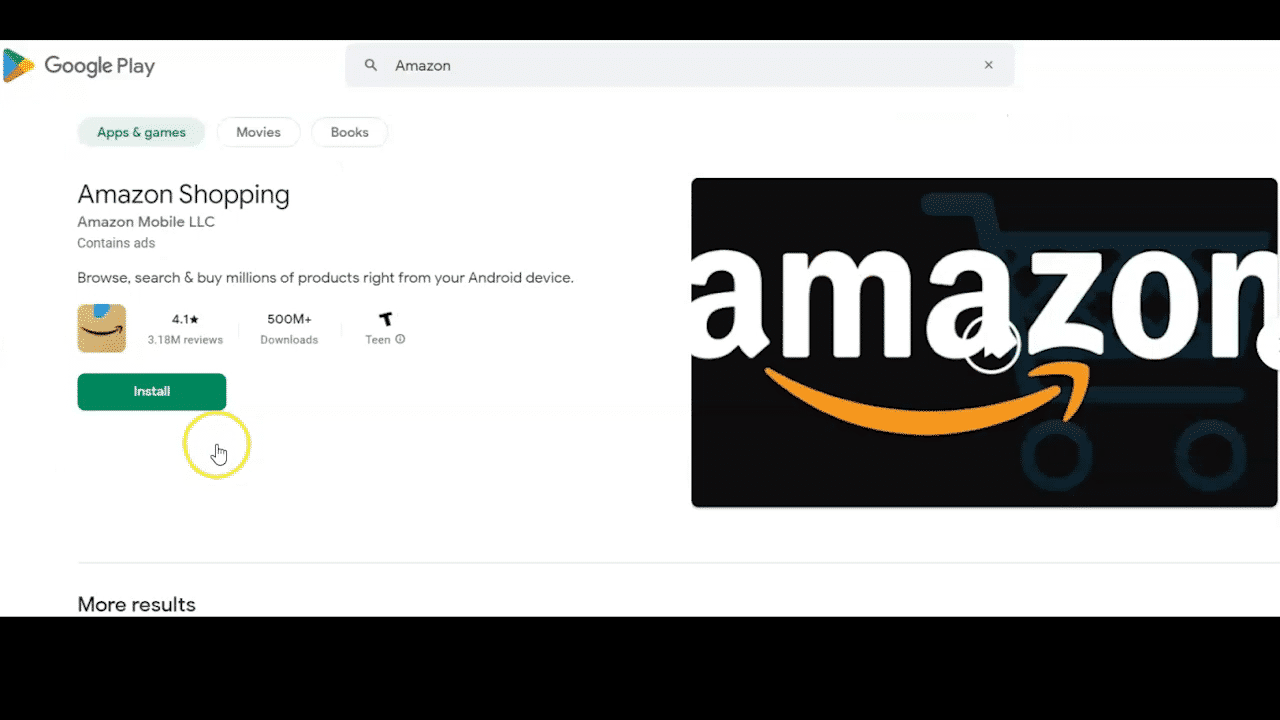 Google Play
Amazon
Apps & games
Movies
Books
Amazon Shopping
Amazon Mobile LLC
Contains ads
Browse, search & buy millions of products right from your Android device.
4.1★
3.18M reviews
500M+
Downloads
T
Teen
Install
amazon
More results